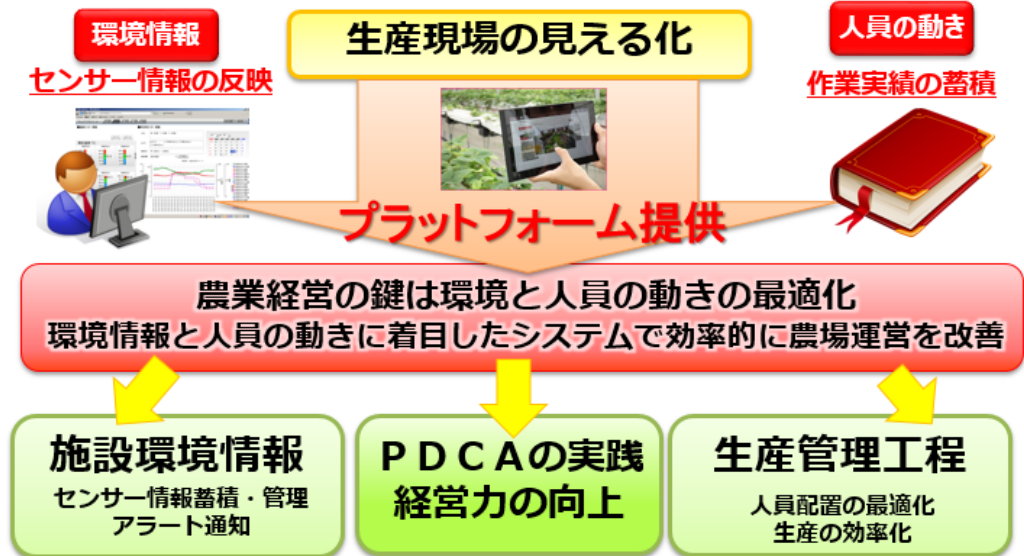 環境情報
センサー情報の反映
生産現場の見える化
人員の動き
作業実績の蓄積
プラットフォーム提供
農業経営の鍵は環境と人員の動きの最適化
環境情報と人員の動きに着目したシステムで効率的に農場運営を改善
施設環境情報
センサー情報蓄積・管理
アラート通知
ＰＤＣＡの実践
経営力の向上
生産管理工程
人員配置の最適化
生産の効率化